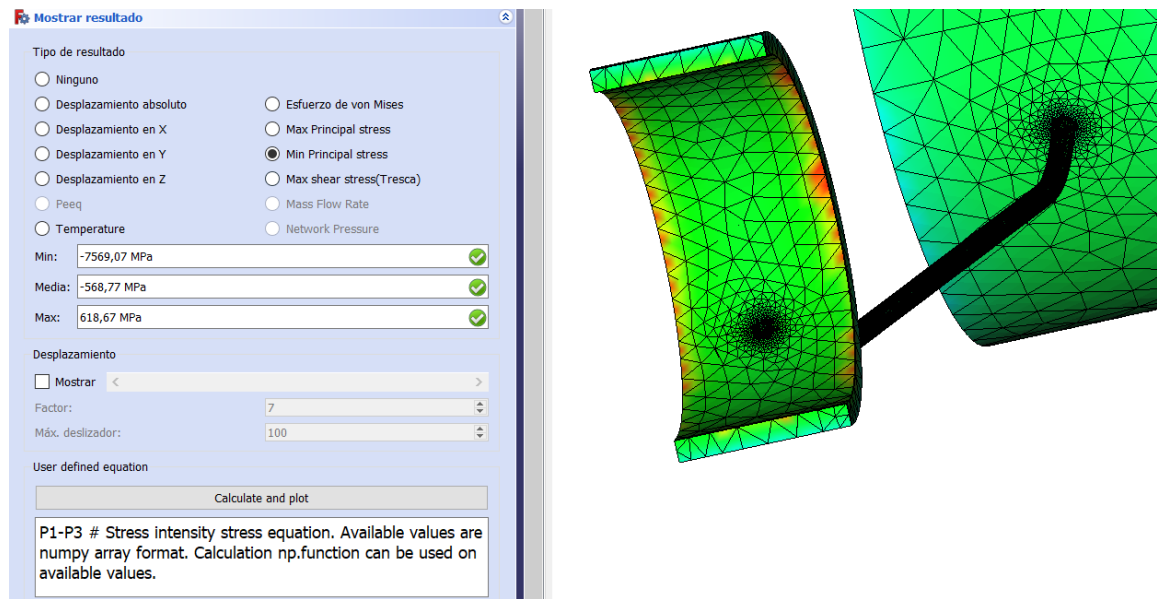 Mostrar resultado
Tipo de resultado
Ninguno
Desplazamiento absoluto
Esfuerzo de von Mises
Desplazamiento en X
Max Principal stress
Desplazamiento en Y
Min Principal stress
Desplazamiento en Z
Max shear stress(Tresca)
Peeq
Mass Flow Rate
Temperature
Network Pressure
Min:
-7569,07 MPa
Media:
-568,77 MPa
Max:
618,67 MPa
Desplazamiento
Mostrar
Factor:
7
Máx. deslizador:
100
User defined equation
Calculate and plot
P1-P3 # Stress intensity stress equation. Available values are
numpy array format. Calculation np.function can be used on
available values.